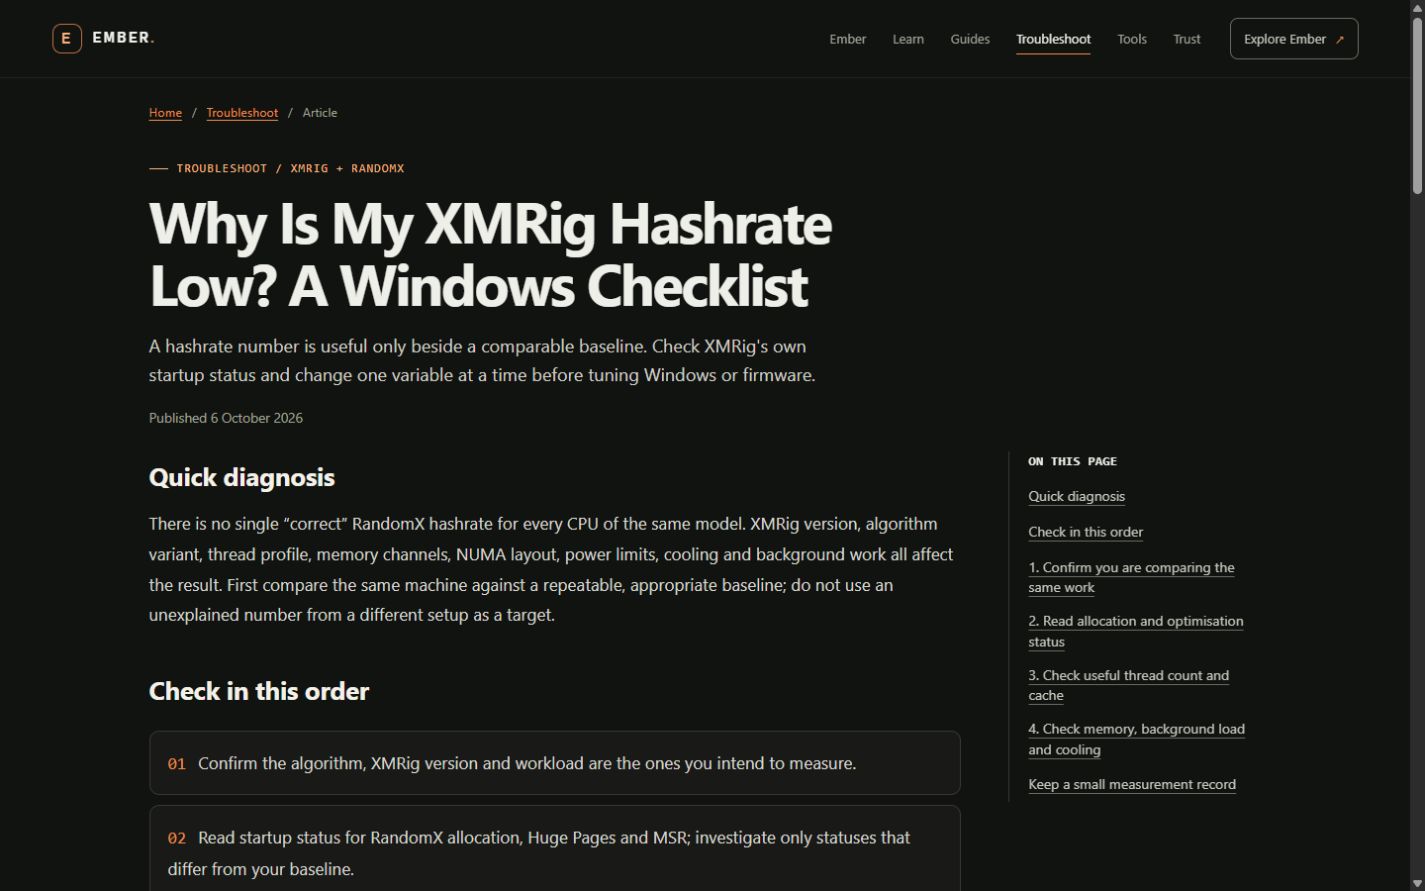 E EMBER.
Ember Learn Guides Troubleshoot Tools Trust Explore Ember ↗
Home / Troubleshoot / Article
TROUBLESHOOT / XMRIG + RANDOMX
Why Is My XMRig Hashrate
Low? A Windows Checklist
A hashrate number is useful only beside a comparable baseline. Check XMRig's own
startup status and change one variable at a time before tuning Windows or firmware.
Published 6 October 2026
Quick diagnosis
There is no single “correct” RandomX hashrate for every CPU of the same model. XMRig version, algorithm
variant, thread profile, memory channels, NUMA layout, power limits, cooling and background work all affect
the result. First compare the same machine against a repeatable, appropriate baseline; do not use an
unexplained number from a different setup as a target.
Check in this order
01 Confirm the algorithm, XMRig version and workload are the ones you intend to measure.
02 Read startup status for RandomX allocation, Huge Pages and MSR; investigate only statuses that
differ from your baseline.
ON THIS PAGE
Quick diagnosis
Check in this order
1. Confirm you are comparing the
same work
2. Read allocation and optimisation
status
3. Check useful thread count and
cache
4. Check memory, background load
and cooling
Keep a small measurement record